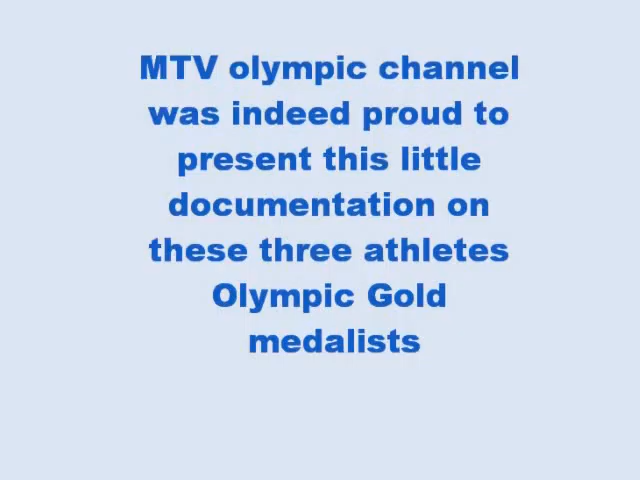 MTV olympic channel
was indeed proud to
present this little
documentation on
these three athletes
Olympic Gold
medalists